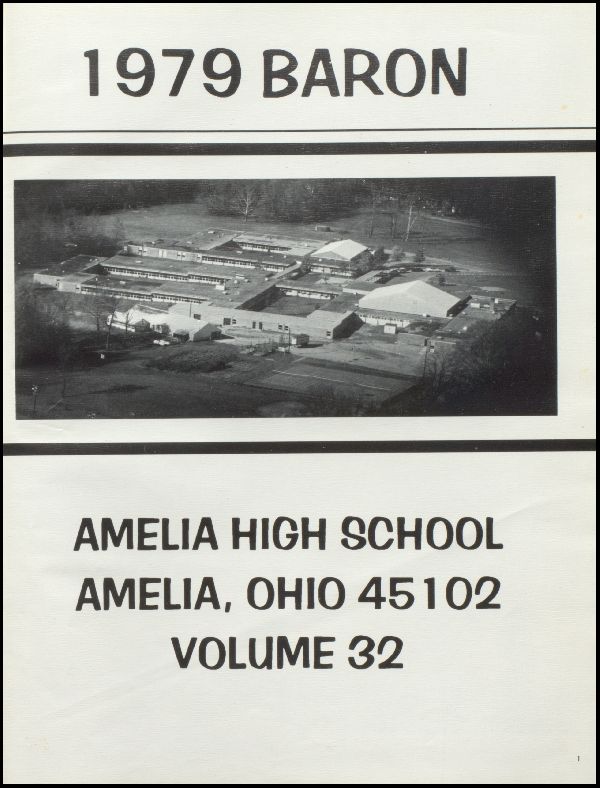 1979 BARON
AMELIA HIGH SCHOOL
AMELIA, OHIO 45102
VOLUME 32
1